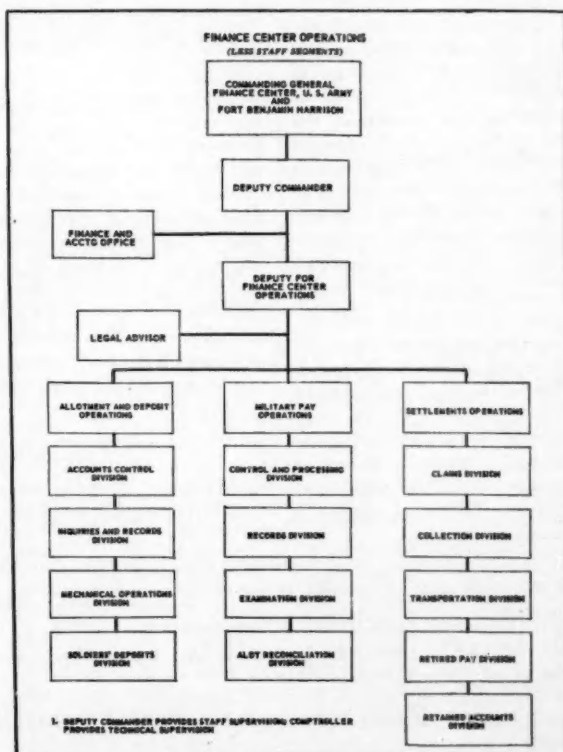 FINANCE CENTER OPERATIONS
(LESS STAFF SEGMENTS)
COMMANDING GENERAL
FINANCE CENTER, U. S. ARMY
AND
FORT BENJAMIN HARRISON
DEPUTY COMMANDER
FINANCE AND
ACCTG OFFICE
DEPUTY FOR
FINANCE CENTER
OPERATIONS
LEGAL ADVISOR
ALLOTMENT AND DEPOSIT
OPERATIONS
MILITARY PAY
OPERATIONS
SETTLEMENTS OPERATIONS
ACCOUNTS CONTROL
DIVISION
CONTROL AND PROCESSING
DIVISION
CLAIMS DIVISION
INQUIRIES AND RECORDS
DIVISION
RECORDS DIVISION
COLLECTION DIVISION
MECHANICAL OPERATIONS
DIVISION
EXAMINATION DIVISION
TRANSPORTATION DIVISION
SOLDIERS' DEPOSITS
DIVISION
ALOT RECONCILIATION
DIVISION
RETIRED PAY DIVISION
RETAINED ACCOUNTS
DIVISION
1. DEPUTY COMMANDER PROVIDES STAFF SUPERVISION; COMPTROLLER
PROVIDES TECHNICAL SUPERVISION